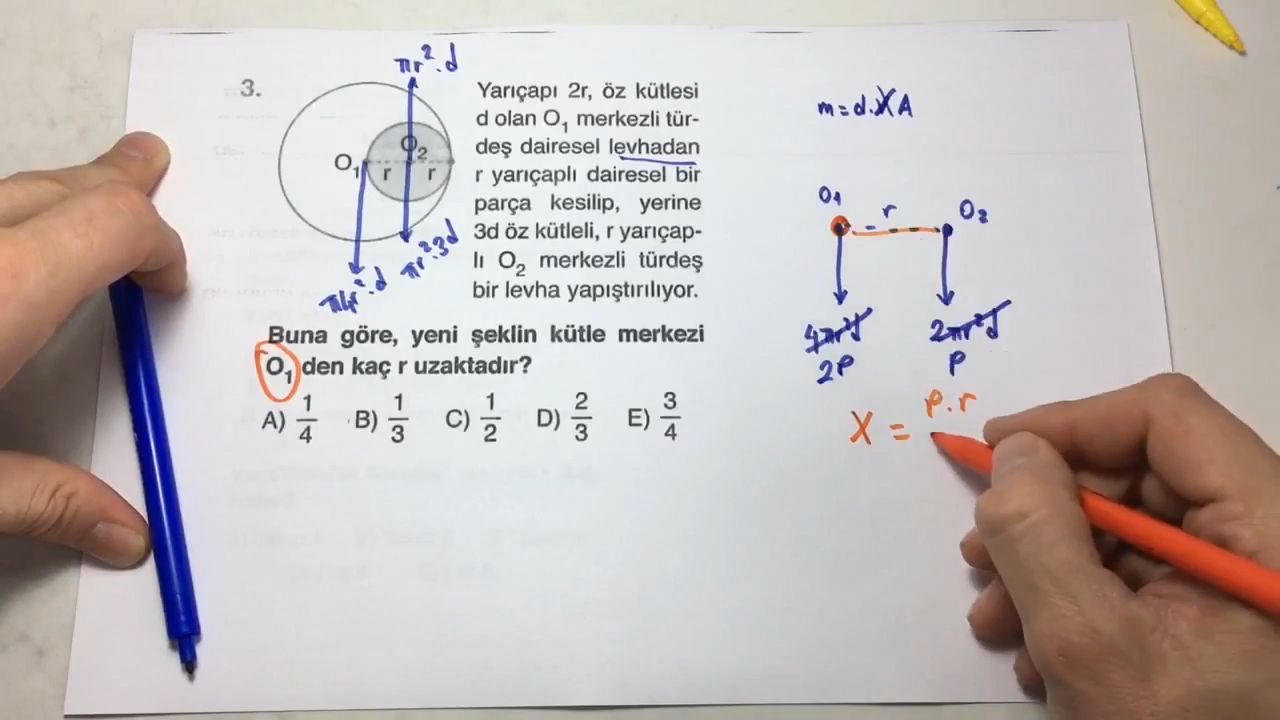 3.
πr².d
O₁
O₂
r r
π4r².d
πr².3d
Yarıçapı 2r, öz kütlesi
d olan O₁ merkezli tür-
deş dairesel levhadan
r yarıçaplı dairesel bir
parça kesilip, yerine
3d öz kütleli, r yarıçap-
lı O₂ merkezli türdeş
bir levha yapıştırılıyor.
Buna göre, yeni şeklin kütle merkezi
O₁ den kaç r uzaktadır?
A) 1/4 B) 1/3 C) 1/2 D) 2/3 E) 3/4
m=d.VA
O₁ r O₂
4πr²d 2πr²d
2P P
X = P.r